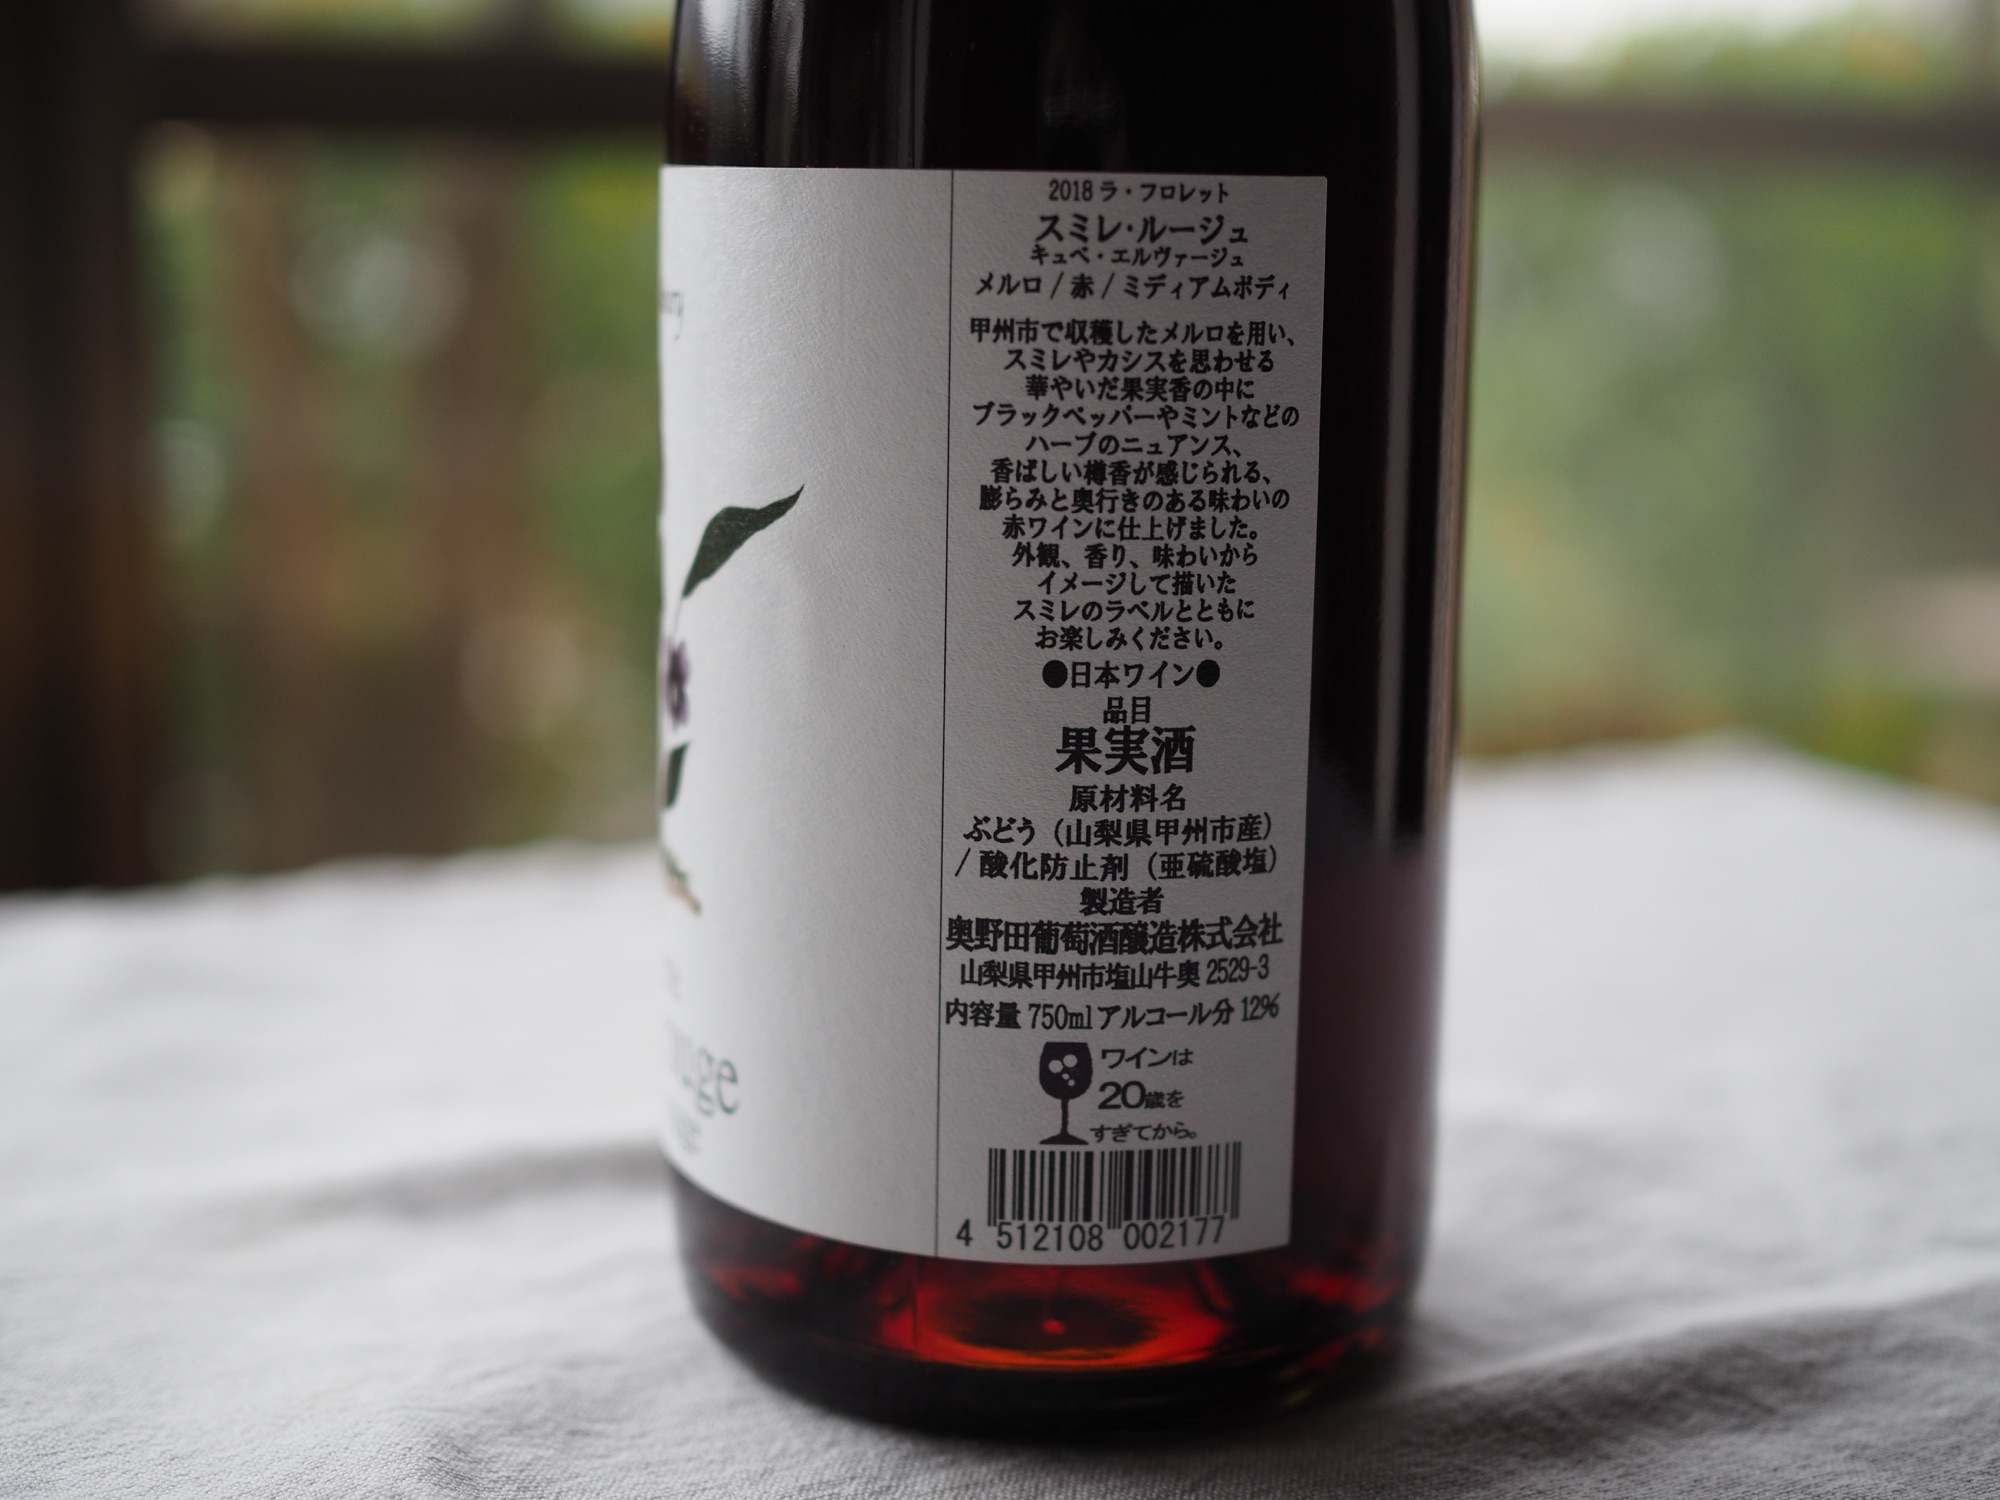 2018 ラ・フロレット
スミレ・ルージュ
キュベ・エルヴァージュ
メルロ / 赤 / ミディアムボディ
甲州市で収穫したメルロを用い、
スミレやカシスを思わせる
華やいだ果実香の中に
ブラックペッパーやミントなどの
ハーブのニュアンス、
香ばしい樽香が感じられる、
膨らみと奥行きのある味わいの
赤ワインに仕上げました。
外観、香り、味わいから
イメージして描いた
スミレのラベルとともに
お楽しみください。
●日本ワイン●
品目
果実酒
原材料名
ぶどう（山梨県甲州市産）
/ 酸化防止剤（亜硫酸塩）
製造者
奥野田葡萄酒醸造株式会社
山梨県甲州市塩山牛奥 2529-3
内容量 750ml アルコール分 12%
ワインは
20歳を
すぎてから。
4 512108 002177